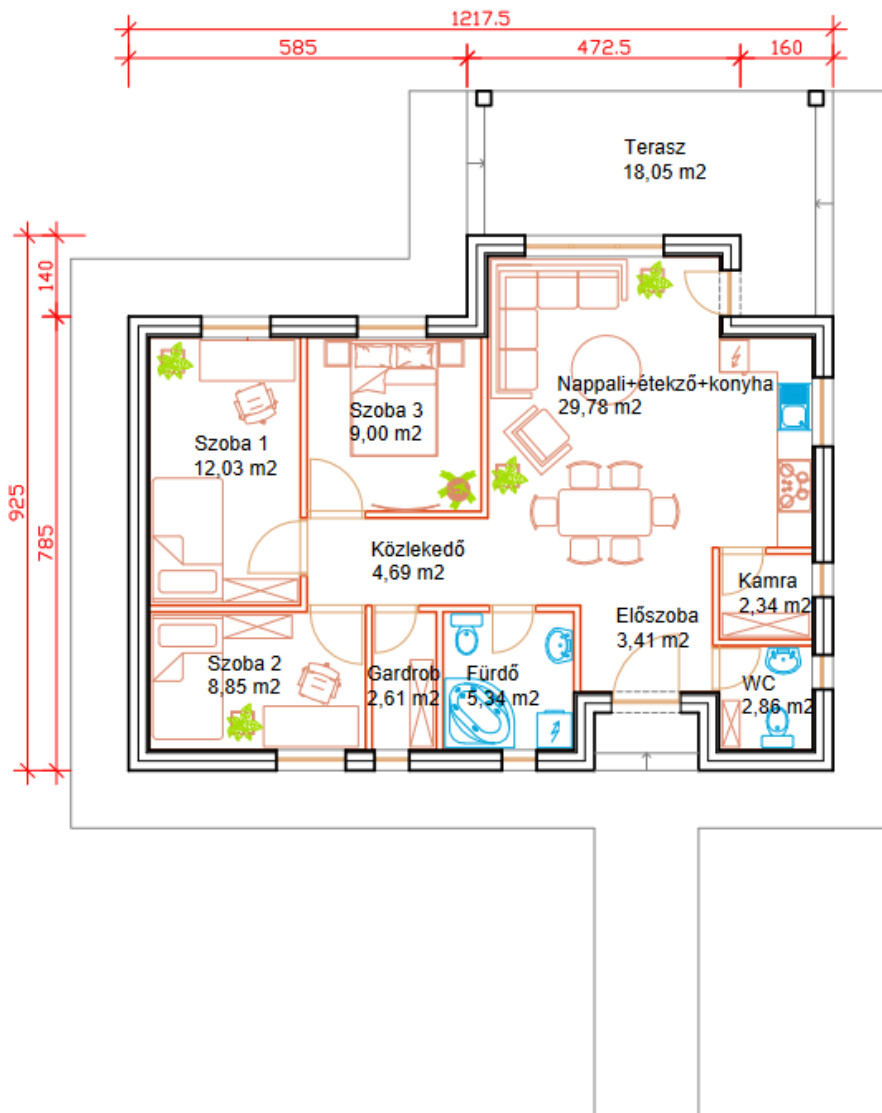 1217.5
585
472.5
160
Terasz
18,05 m2
140
925
785
Nappali+étekző+konyha
29,78 m2
Szoba 3
9,00 m2
Szoba 1
12,03 m2
Közlekedő
4,69 m2
Kamra
2,34 m2
Előszoba
3,41 m2
Szoba 2
8,85 m2
Gardrob
2,61 m2
Fürdő
5,34 m2
WC
2,86 m2